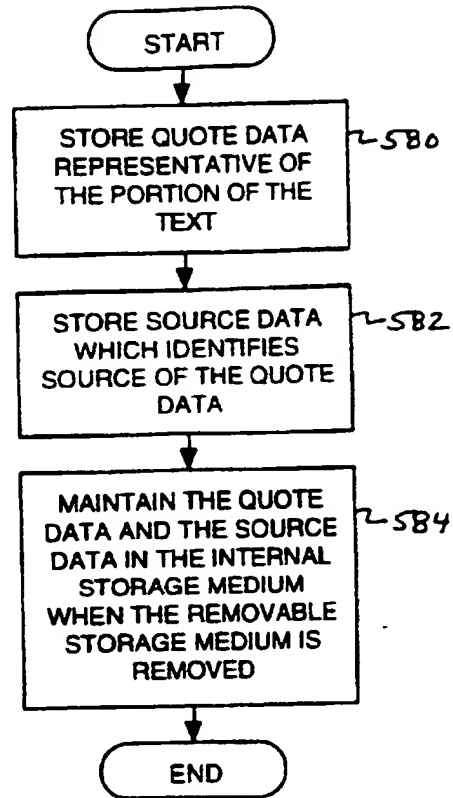 START
STORE QUOTE DATA
REPRESENTATIVE OF
THE PORTION OF THE
TEXT
580
STORE SOURCE DATA
WHICH IDENTIFIES
SOURCE OF THE QUOTE
DATA
582
MAINTAIN THE QUOTE
DATA AND THE SOURCE
DATA IN THE INTERNAL
STORAGE MEDIUM
WHEN THE REMOVABLE
STORAGE MEDIUM IS
REMOVED
584
END